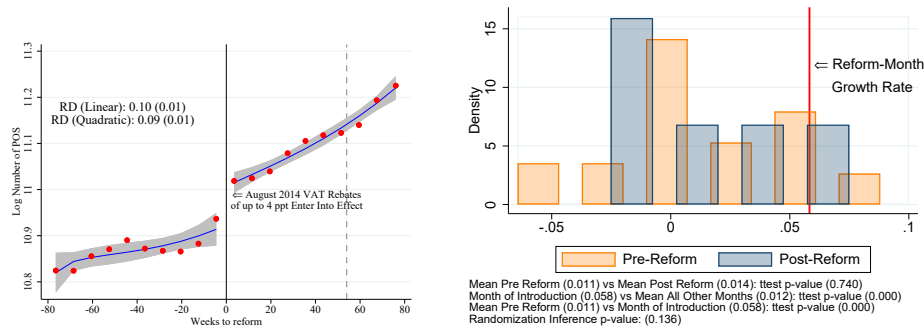 11.3
11.2
11.1
11
10.9
10.8
Log Number of POS
RD (Linear): 0.10 (0.01)
RD (Quadratic): 0.09 (0.01)
⇐ August 2014 VAT Rebates
of up to 4 ppt Enter Into Effect
-80 -60 -40 -20 0 20 40 60 80
Weeks to reform
15
10
5
0
Density
⇐ Reform-Month
Growth Rate
-.05 0 .05 .1
Pre-Reform Post-Reform
Mean Pre Reform (0.011) vs Mean Post Reform (0.014): ttest p-value (0.740)
Month of Introduction (0.058) vs Mean All Other Months (0.012): ttest p-value (0.000)
Mean Pre Reform (0.011) vs Month of Introduction (0.058): ttest p-value (0.000)
Randomization Inference p-value: (0.136)